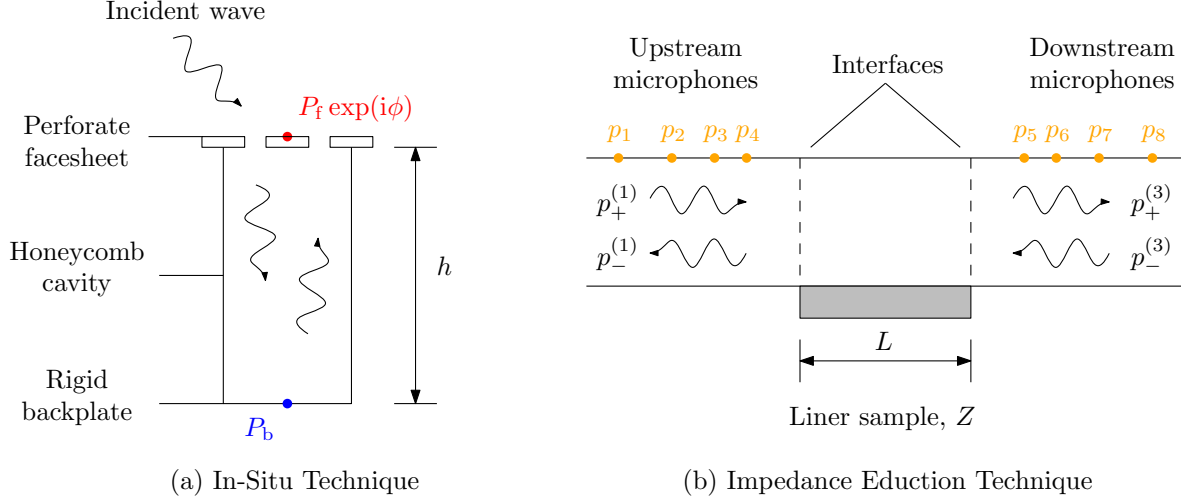 Incident wave
P_f exp(iϕ)
Perforate
facesheet
Honeycomb
cavity
h
Rigid
backplate
P_b
(a) In-Situ Technique
Upstream
microphones
Interfaces
Downstream
microphones
p_1 p_2 p_3 p_4
p_5 p_6 p_7 p_8
p_+^{(1)}
p_+^{(3)}
p_-^{(1)}
p_-^{(3)}
L
Liner sample, Z
(b) Impedance Eduction Technique